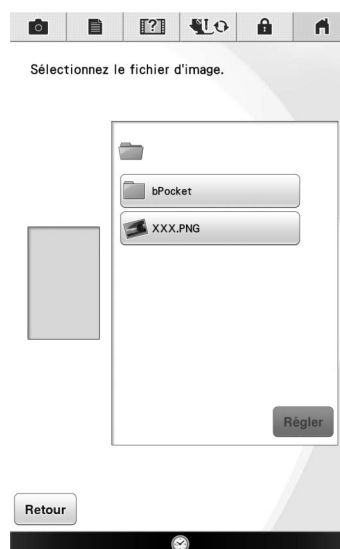 Sélectionnez le fichier d'image.
bPocket
XXX.PNG
Régler
Retour